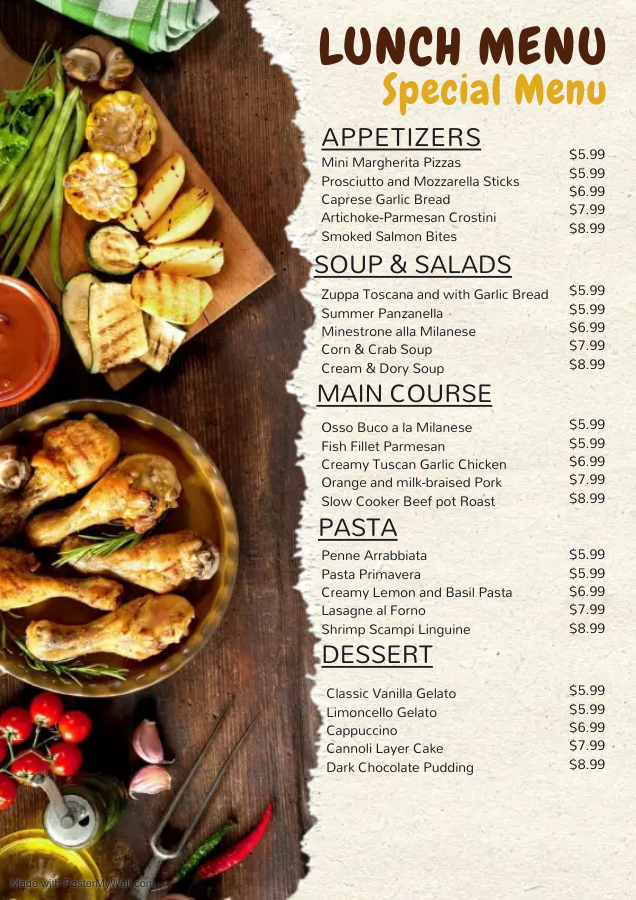 LUNCH MENU
Special Menu
APPETIZERS
Mini Margherita Pizzas $5.99
Prosciutto and Mozzarella Sticks $5.99
Caprese Garlic Bread $6.99
Artichoke-Parmesan Crostini $7.99
Smoked Salmon Bites $8.99
SOUP & SALADS
Zuppa Toscana and with Garlic Bread $5.99
Summer Panzanella $5.99
Minestrone alla Milanese $6.99
Corn & Crab Soup $7.99
Cream & Dory Soup $8.99
MAIN COURSE
Osso Buco a la Milanese $5.99
Fish Fillet Parmesan $5.99
Creamy Tuscan Garlic Chicken $6.99
Orange and milk-braised Pork $7.99
Slow Cooker Beef pot Roast $8.99
PASTA
Penne Arrabbiata $5.99
Pasta Primavera $5.99
Creamy Lemon and Basil Pasta $6.99
Lasagne al Forno $7.99
Shrimp Scampi Linguine $8.99
DESSERT
Classic Vanilla Gelato $5.99
Limoncello Gelato $5.99
Cappuccino $6.99
Cannoli Layer Cake $7.99
Dark Chocolate Pudding $8.99
Made with PosterMyWall.com